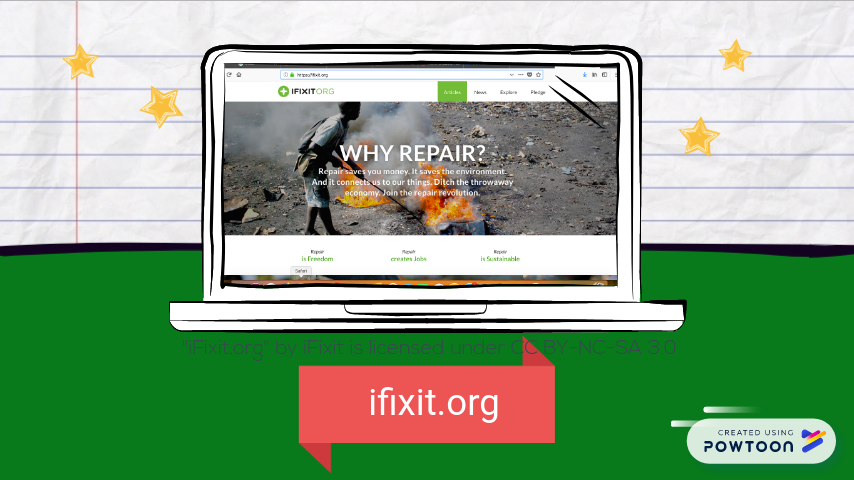 https://ifixit.org
IFIXITORG
Articles News Explore Pledge
WHY REPAIR?
Repair saves you money. It saves the environment.
And it connects us to our things. Ditch the throwaway
economy. Join the repair revolution.
Repair
is Freedom
Repair
creates Jobs
Repair
is Sustainable
Safari
"iFixit.org" by iFixit is licensed under CC BY-NC-SA 3.0
ifixit.org
CREATED USING
POWTOON